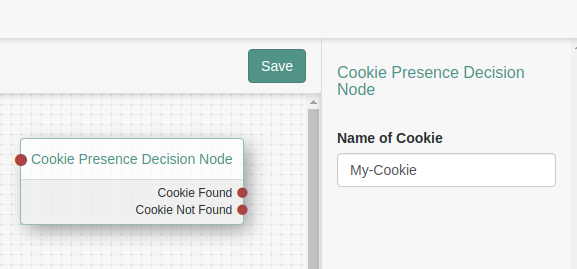 Save
Cookie Presence Decision Node
Cookie Found
Cookie Not Found
Cookie Presence Decision
Node
Name of Cookie
My-Cookie